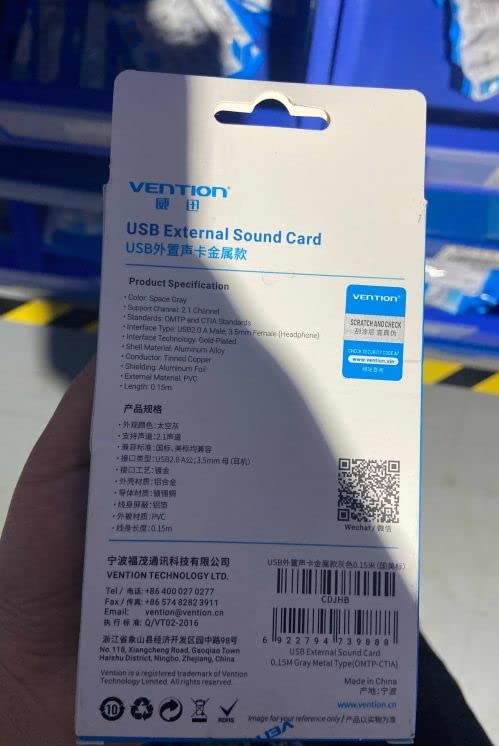 VENTION®
威迅
USB External Sound Card
USB外置声卡金属款
Product Specification
· Color: Space Gray
· Support Channel: 2.1 Channel
· Standards: OMTP and CTIA Standards
· Interface Type: USB2.0 A Male; 3.5mm Female (Headphone)
· Interface Technology: Gold-Plated
· Shell Material: Aluminum Alloy
· Conductor: Tinned Copper
· Shielding: Aluminum Foil
· External Material: PVC
· Length: 0.15m
VENTION®
SCRATCH AND CHECK
刮涂层 查真伪
CHECK SECURITY CODE AT
www.vention.vin
网址查询
产品规格
· 外观颜色: 太空灰
· 支持声道: 2.1声道
· 兼容标准: 国标、美标均兼容
· 接口类型: USB2.0 A公; 3.5mm 母 (耳机)
· 接口工艺: 镀金
· 外壳材质: 铝合金
· 导体材质: 镀锡铜
· 线身屏蔽: 铝箔
· 外被材质: PVC
· 线身长度: 0.15m
Wechat / 微信
宁波福茂通讯科技有限公司
VENTION TECHNOLOGY LTD.
Tel / 电话: +86 400 027 0277
Fax / 传真: +86 574 8282 3911
Email: vention@vention.cn
执行标准: Q/VT02-2016
浙江省象山县经济开发区园中路98号
No.118, Xiangcheng Road, Gaoqiao Town
Haishu District, Ningbo, Zhejiang, China
Vention is a registered trademark of Vention
Technology Limited. All rights reserved.
USB外置声卡金属款灰色0.15米(国美标)
CDJHB
6 922794 739888
USB External Sound Card
0.15M Gray Metal Type(OMTP-CTIA)
Made in China
产地: 宁波
www.vention.cn
10
RoHS
Image for your reference only / 产品以实物为准
VENTION